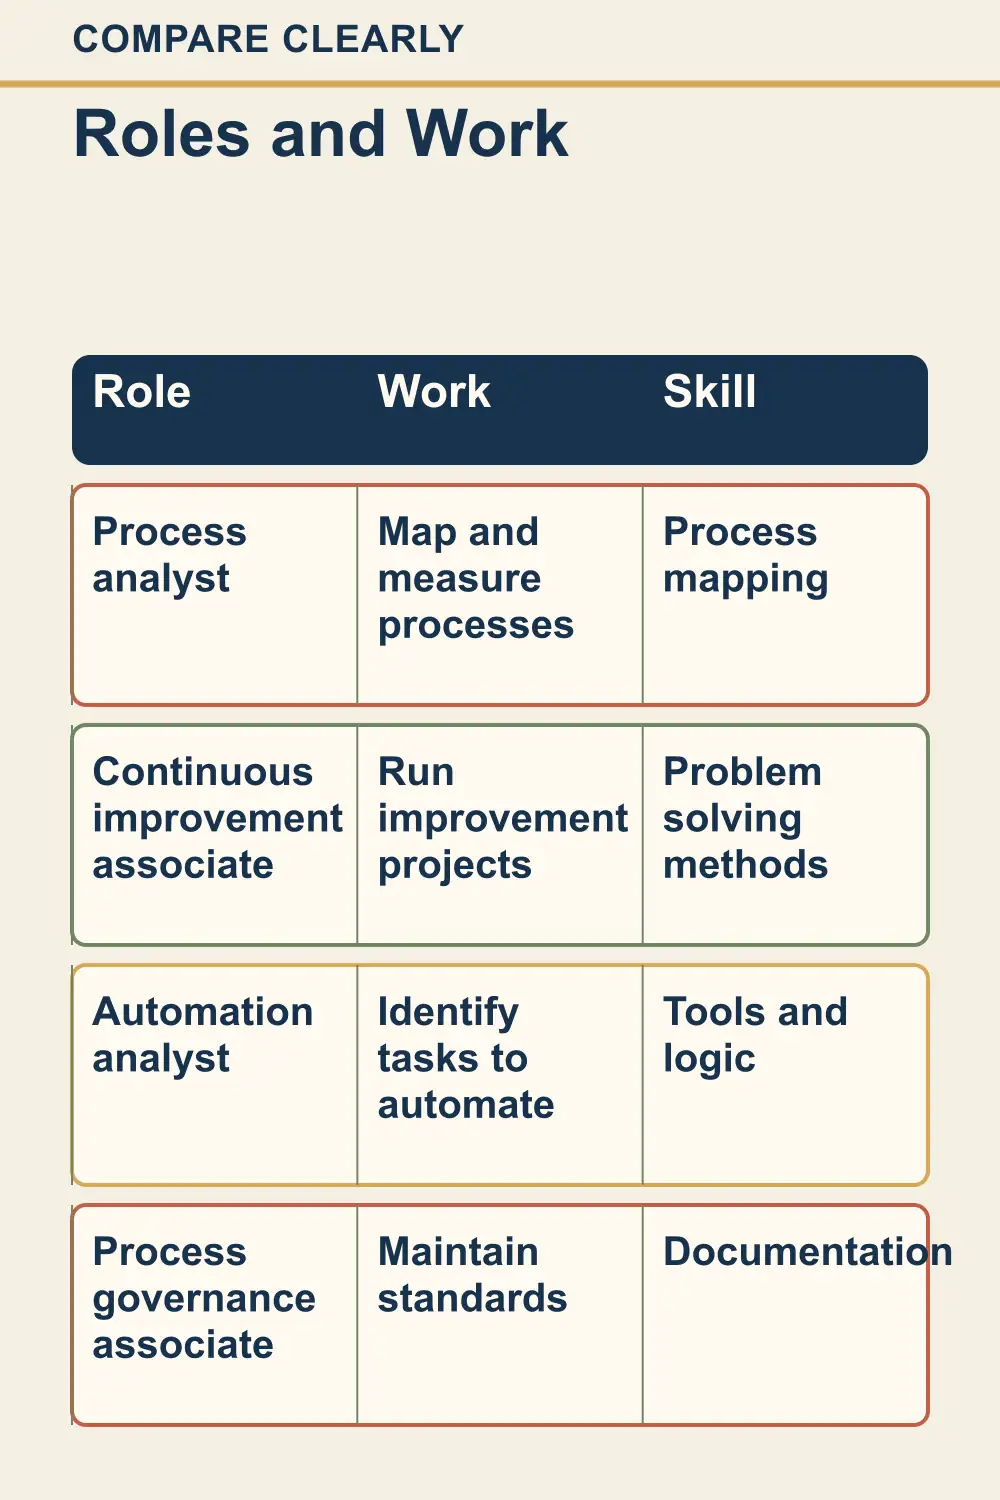 COMPARE CLEARLY
Roles and Work
Role
Work
Skill
Process
analyst
Map and
measure
processes
Process
mapping
Continuous
improvement
associate
Run
improvement
projects
Problem
solving
methods
Automation
analyst
Identify
tasks to
automate
Tools and
logic
Process
governance
associate
Maintain
standards
Documentation